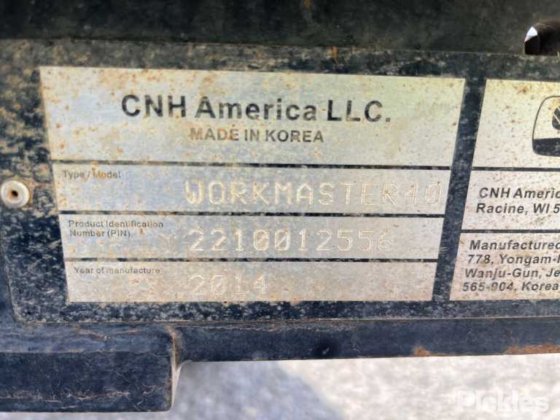 CNH America LLC.
MADE IN KOREA
Type / Model
WORKMASTER40
Product Identification
Number (PIN)
2210012556
Year of manufacture
2014
CNH Americ
Racine, WI 5
Manufactured
778, Yongam-
Wanju-Gun, Je
565-904, Korea
Pickles